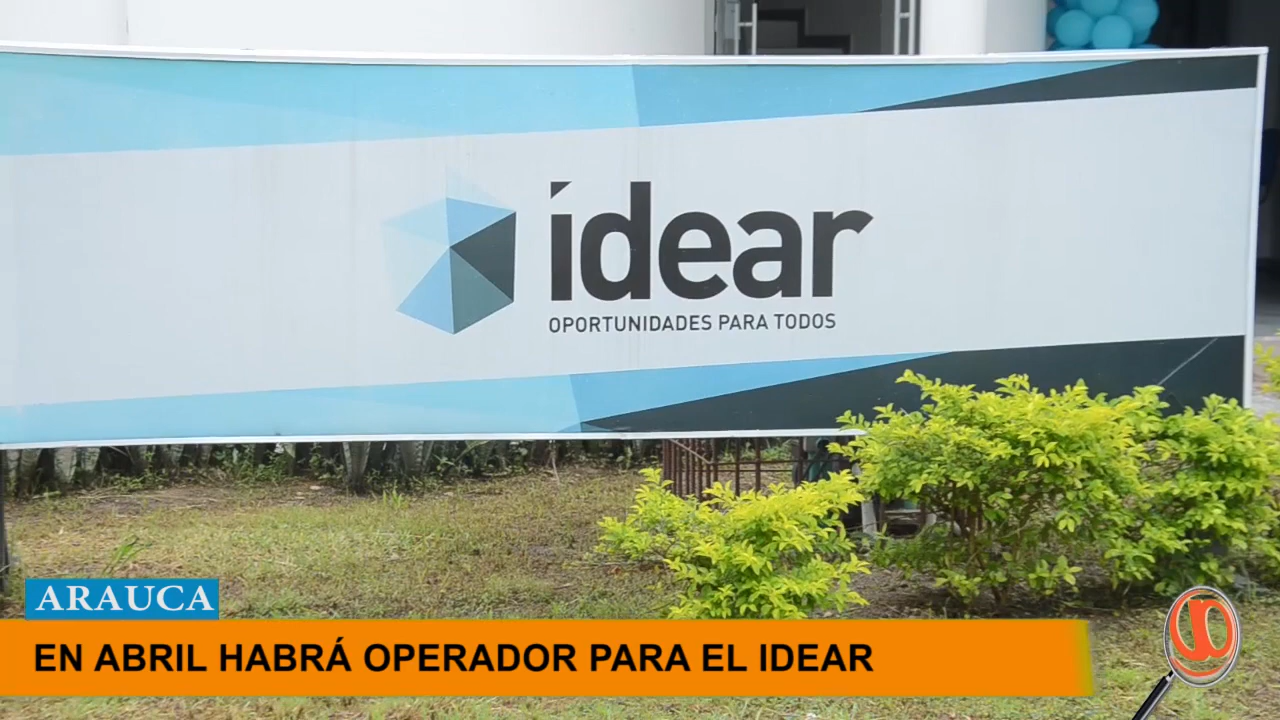 idear
OPORTUNIDADES PARA TODOS
ARAUCA
EN ABRIL HABRÁ OPERADOR PARA EL IDEAR